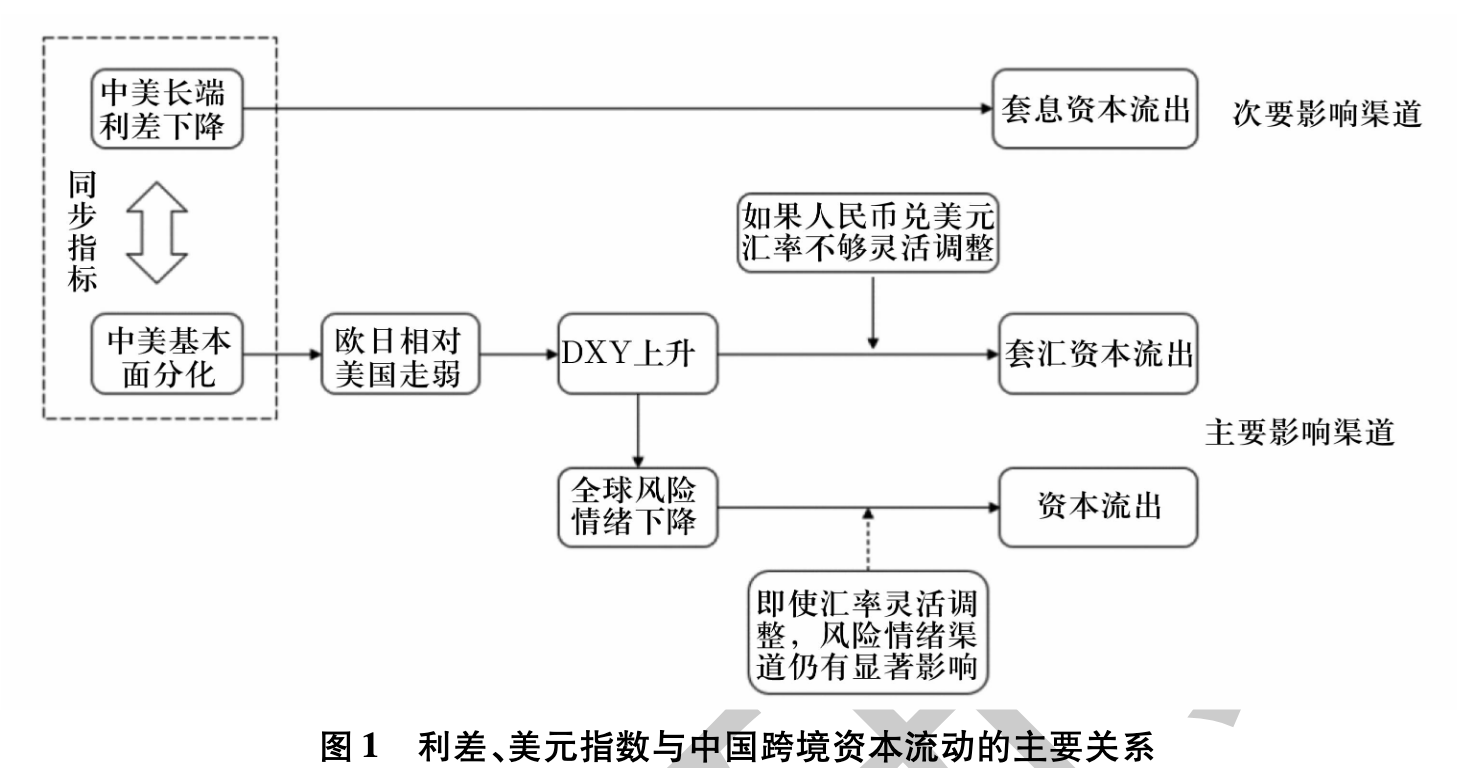 中美长端
利差下降
套息资本流出
次要影响渠道
同
步
指
标
如果人民币兑美元
汇率不够灵活调整
中美基本
面分化
欧日相对
美国走弱
DXY上升
套汇资本流出
主要影响渠道
全球风险
情绪下降
资本流出
即使汇率灵活调
整，风险情绪渠
道仍有显著影响
图1 利差、美元指数与中国跨境资本流动的主要关系